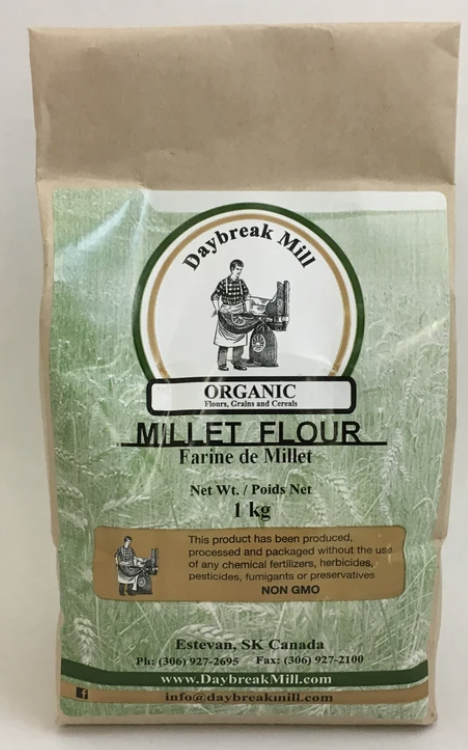 Daybreak Mill
ORGANIC
Flours, Grains and Cereals
MILLET FLOUR
Farine de Millet
Net Wt. / Poids Net
1 kg
This product has been produced,
processed and packaged without the use
of any chemical fertilizers, herbicides,
pesticides, fumigants or preservatives
NON GMO
Estevan, SK Canada
Ph: (306) 927-2695 Fax: (306) 927-2100
www.DaybreakMill.com
f
info@daybreakmill.com